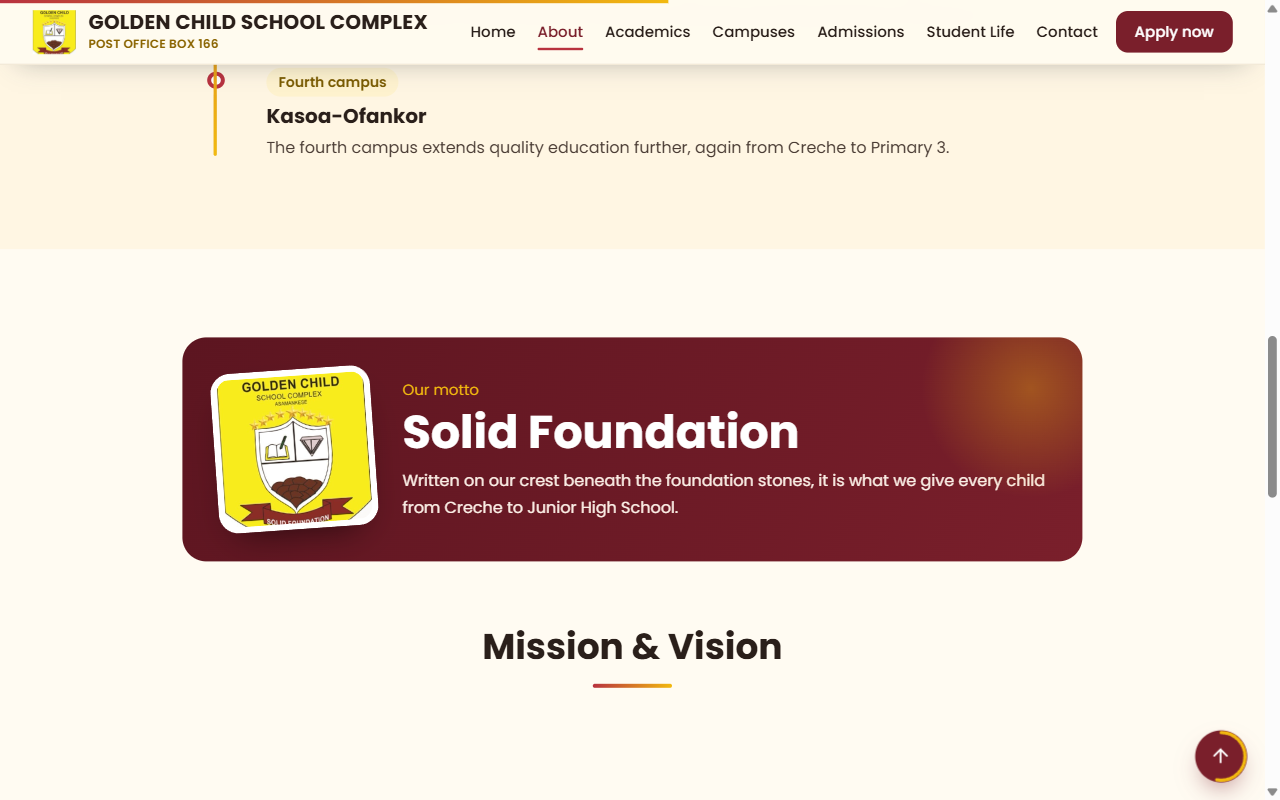 GOLDEN CHILD SCHOOL COMPLEX
POST OFFICE BOX 166
Home
About
Academics
Campuses
Admissions
Student Life
Contact
Apply now
Fourth campus
Kasoa-Ofankor
The fourth campus extends quality education further, again from Creche to Primary 3.
GOLDEN CHILD
SCHOOL COMPLEX
ASAMANKESE
SOLID FOUNDATION
Our motto
Solid Foundation
Written on our crest beneath the foundation stones, it is what we give every child
from Creche to Junior High School.
Mission & Vision